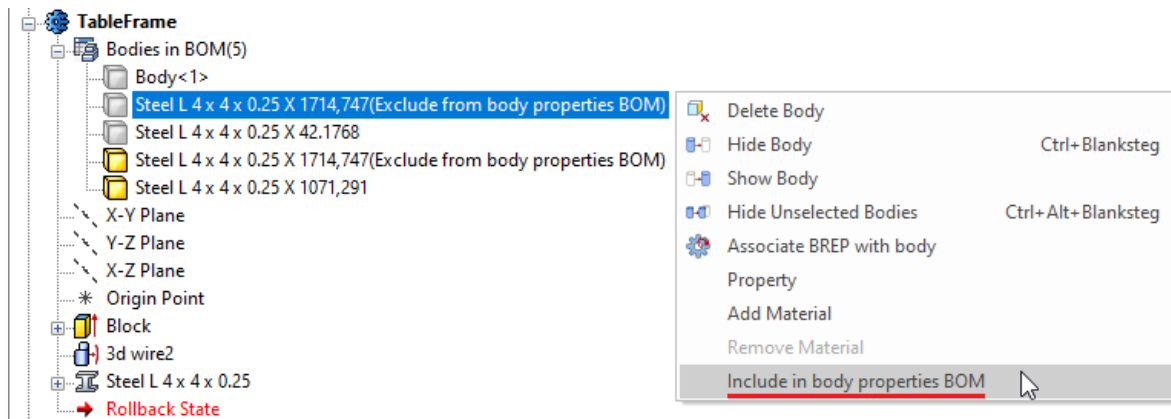 TableFrame
Bodies in BOM(5)
Body<1>
Steel L 4 x 4 x 0.25 X 1714,747(Exclude from body properties BOM)
Steel L 4 x 4 x 0.25 X 42.1768
Steel L 4 x 4 x 0.25 X 1714,747(Exclude from body properties BOM)
Steel L 4 x 4 x 0.25 X 1071,291
X-Y Plane
Y-Z Plane
X-Z Plane
Origin Point
Block
3d wire2
Steel L 4 x 4 x 0.25
Rollback State
Delete Body
Hide Body Ctrl+Blanksteg
Show Body
Hide Unselected Bodies Ctrl+Alt+Blanksteg
Associate BREP with body
Property
Add Material
Remove Material
Include in body properties BOM